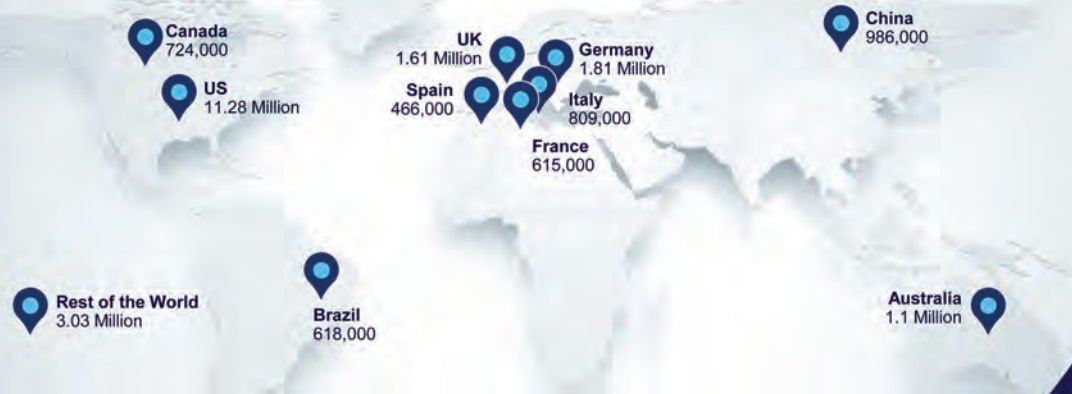 Canada
724,000
US
11.28 Million
UK
1.61 Million
Germany
1.81 Million
Spain
466,000
Italy
809,000
France
615,000
China
986,000
Rest of the World
3.03 Million
Brazil
618,000
Australia
1.1 Million